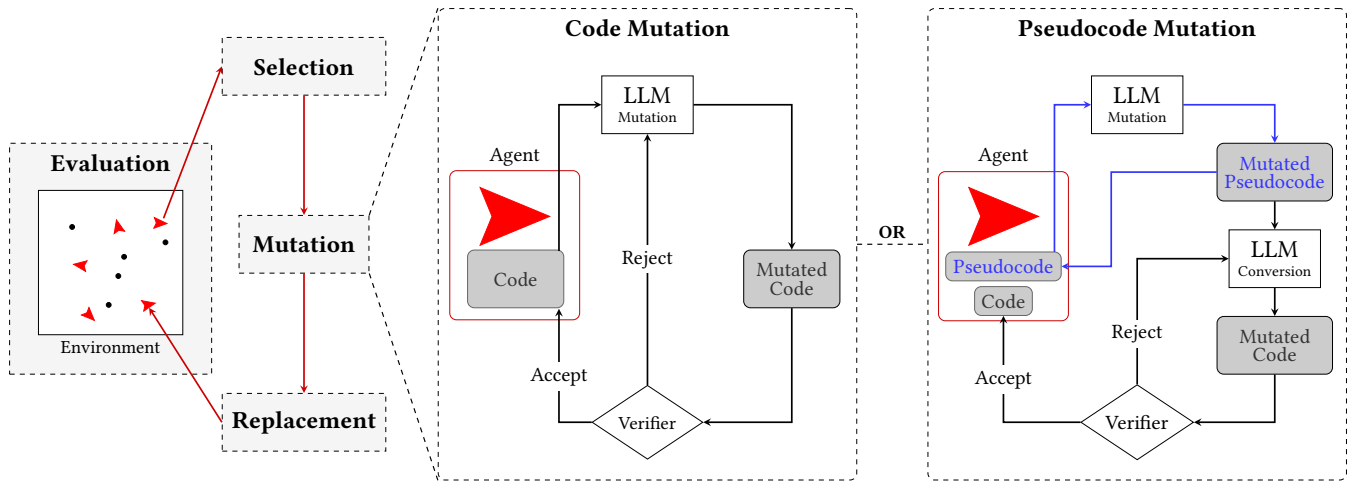 Selection
Evaluation
Environment
Mutation
Replacement
Code Mutation
LLM
Mutation
Agent
Code
Reject
Mutated
Code
Accept
Verifier
OR
Pseudocode Mutation
LLM
Mutation
Agent
Mutated
Pseudocode
Pseudocode
Code
LLM
Conversion
Reject
Mutated
Code
Accept
Verifier